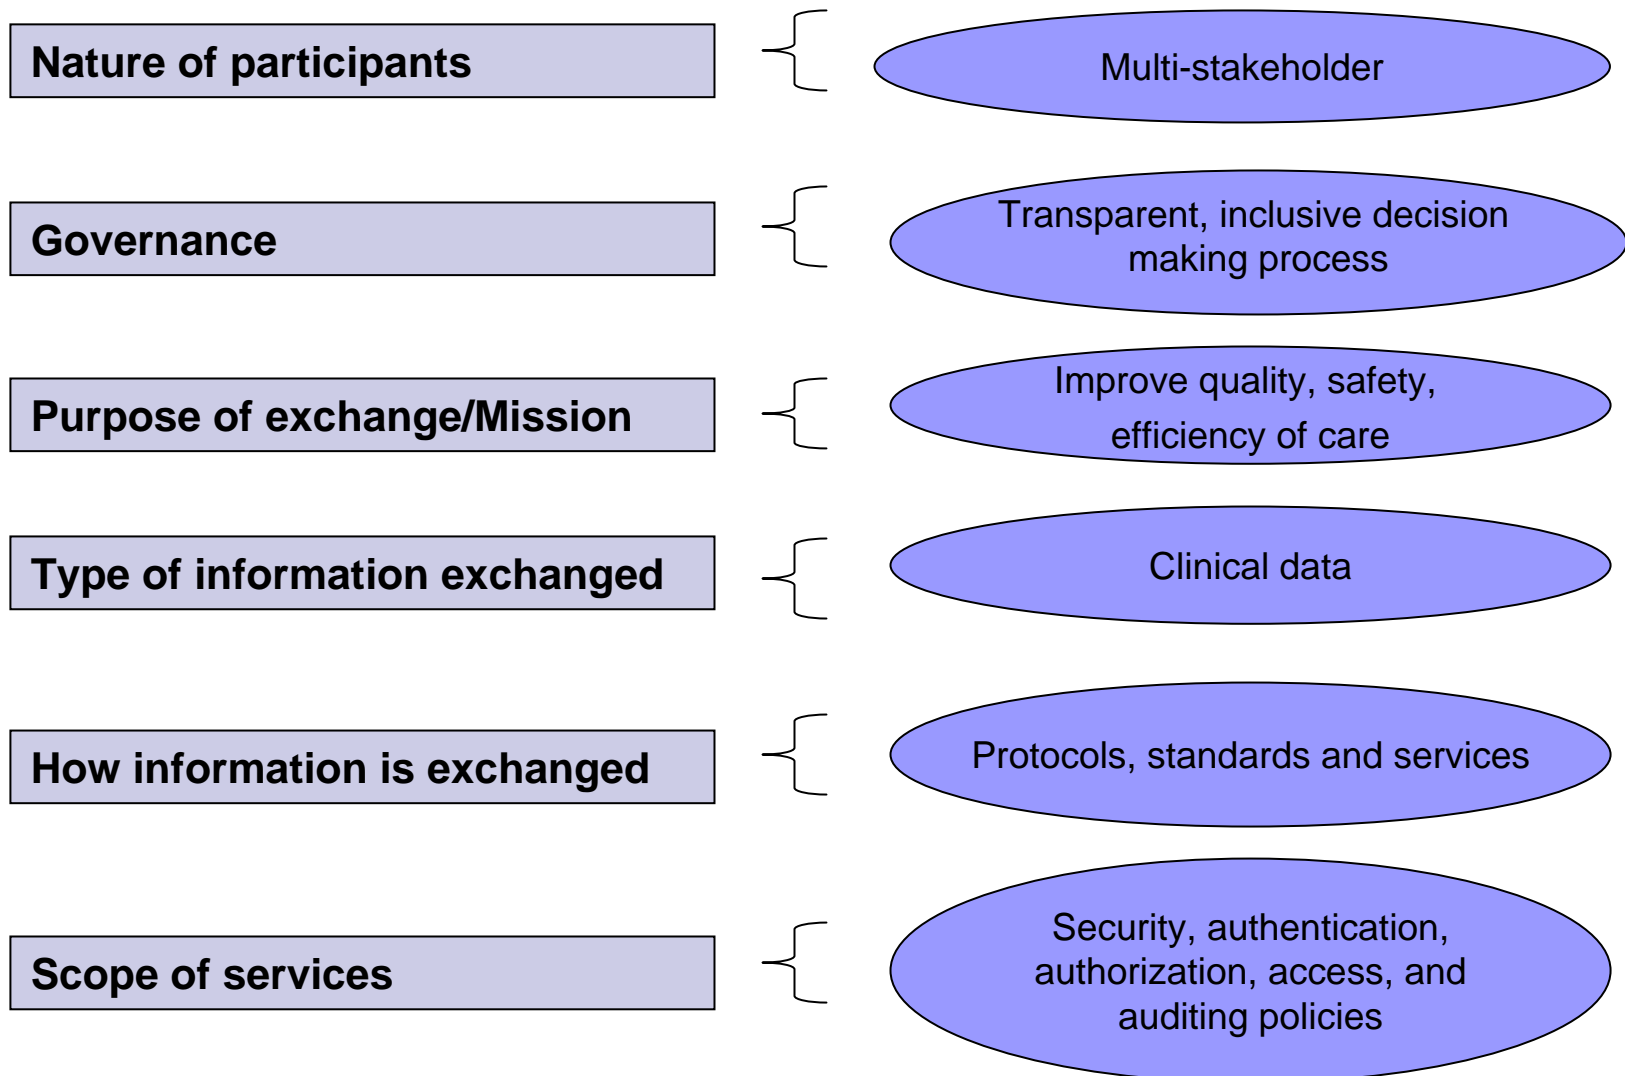 Nature of participants
Multi-stakeholder
Governance
Transparent, inclusive decision
making process
Purpose of exchange/Mission
Improve quality, safety,
efficiency of care
Type of information exchanged
Clinical data
How information is exchanged
Protocols, standards and services
Scope of services
Security, authentication,
authorization, access, and
auditing policies